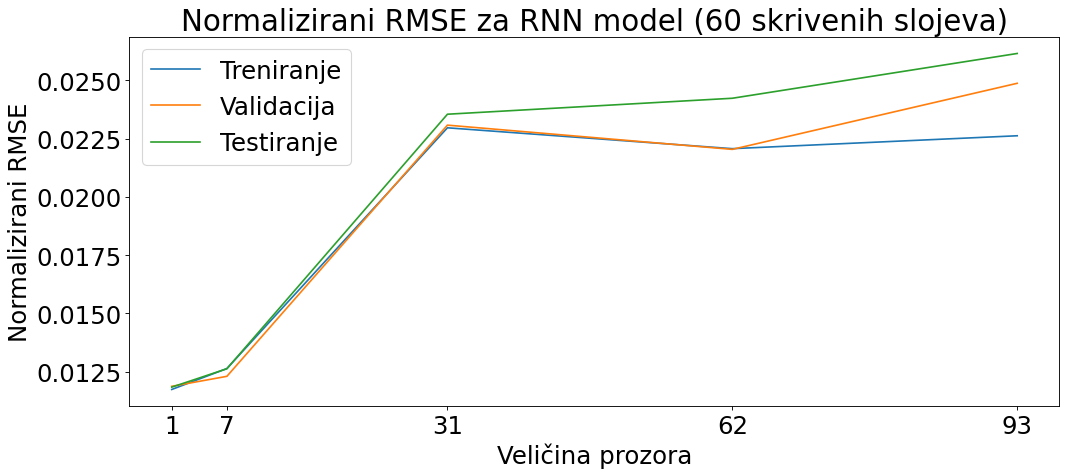 Normalizirani RMSE za RNN model (60 skrivenih slojeva)
Treniranje
Validacija
Testiranje
Normalizirani RMSE
0.0250
0.0225
0.0200
0.0175
0.0150
0.0125
1 7 31 62 93
Veličina prozora